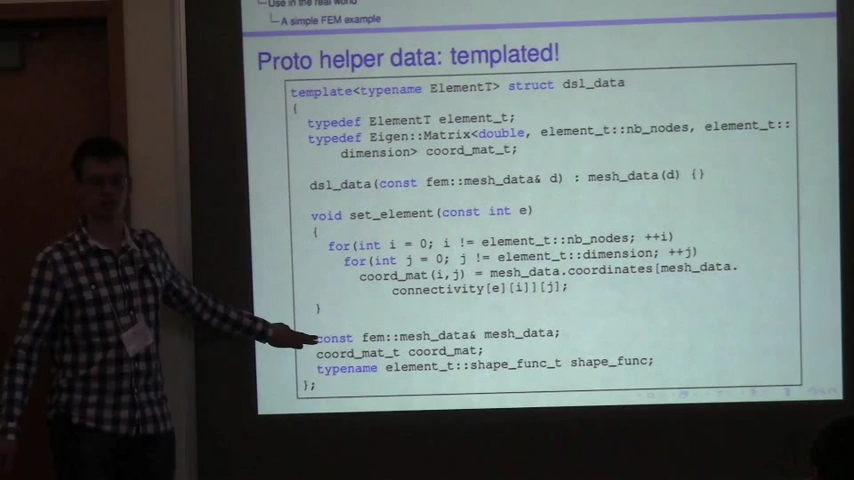 Use in the real world
A simple FEM example
Proto helper data: templated!
template<typename ElementT> struct dsl_data
{
typedef ElementT element_t;
typedef Eigen::Matrix<double, element_t::nb_nodes, element_t::
dimension> coord_mat_t;
dsl_data(const fem::mesh_data& d) : mesh_data(d) {}
void set_element(const int e)
{
for(int i = 0; i != element_t::nb_nodes; ++i)
for(int j = 0; j != element_t::dimension; ++j)
coord_mat(i,j) = mesh_data.coordinates[mesh_data.
connectivity[e][i]][j];
}
const fem::mesh_data& mesh_data;
coord_mat_t coord_mat;
typename element_t::shape_func_t shape_func;
};